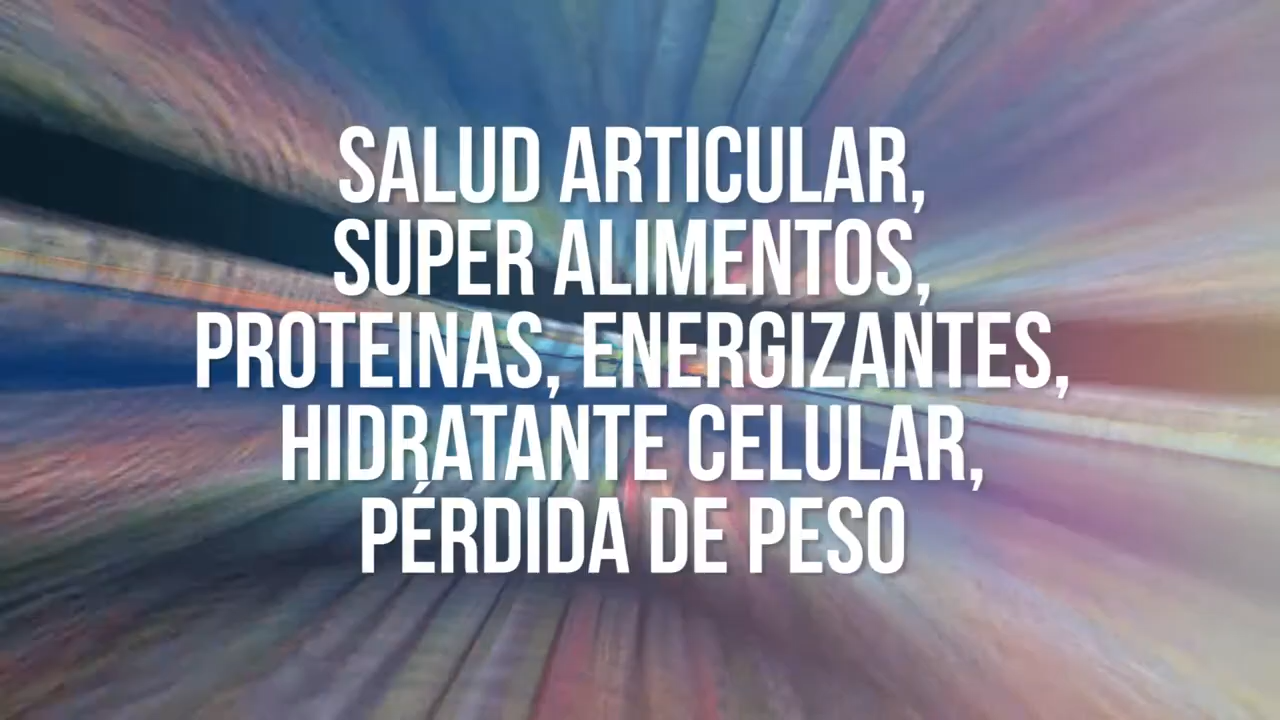 SALUD ARTICULAR,
SUPER ALIMENTOS,
PROTEINAS, ENERGIZANTES,
HIDRATANTE CELULAR,
PÉRDIDA DE PESO